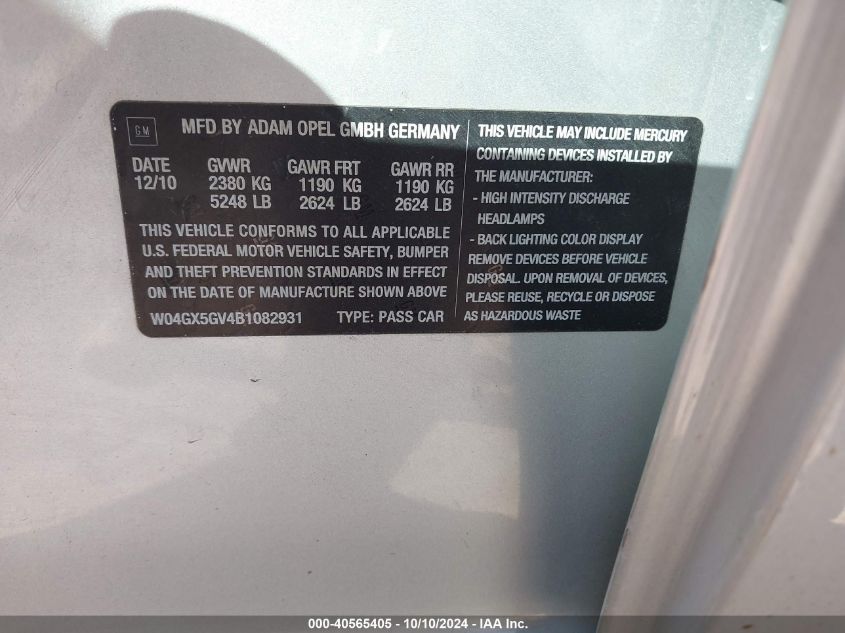 GM
MFD BY ADAM OPEL GMBH GERMANY
DATE GVWR GAWR FRT GAWR RR
12/10 2380 KG 1190 KG 1190 KG
5248 LB 2624 LB 2624 LB
THIS VEHICLE CONFORMS TO ALL APPLICABLE
U.S. FEDERAL MOTOR VEHICLE SAFETY, BUMPER
AND THEFT PREVENTION STANDARDS IN EFFECT
ON THE DATE OF MANUFACTURE SHOWN ABOVE
W04GX5GV4B1082931 TYPE: PASS CAR
THIS VEHICLE MAY INCLUDE MERCURY
CONTAINING DEVICES INSTALLED BY
THE MANUFACTURER:
- HIGH INTENSITY DISCHARGE
HEADLAMPS
- BACK LIGHTING COLOR DISPLAY
REMOVE DEVICES BEFORE VEHICLE
DISPOSAL. UPON REMOVAL OF DEVICES,
PLEASE REUSE, RECYCLE OR DISPOSE
AS HAZARDOUS WASTE
000-40565405 - 10/10/2024 - IAA Inc.